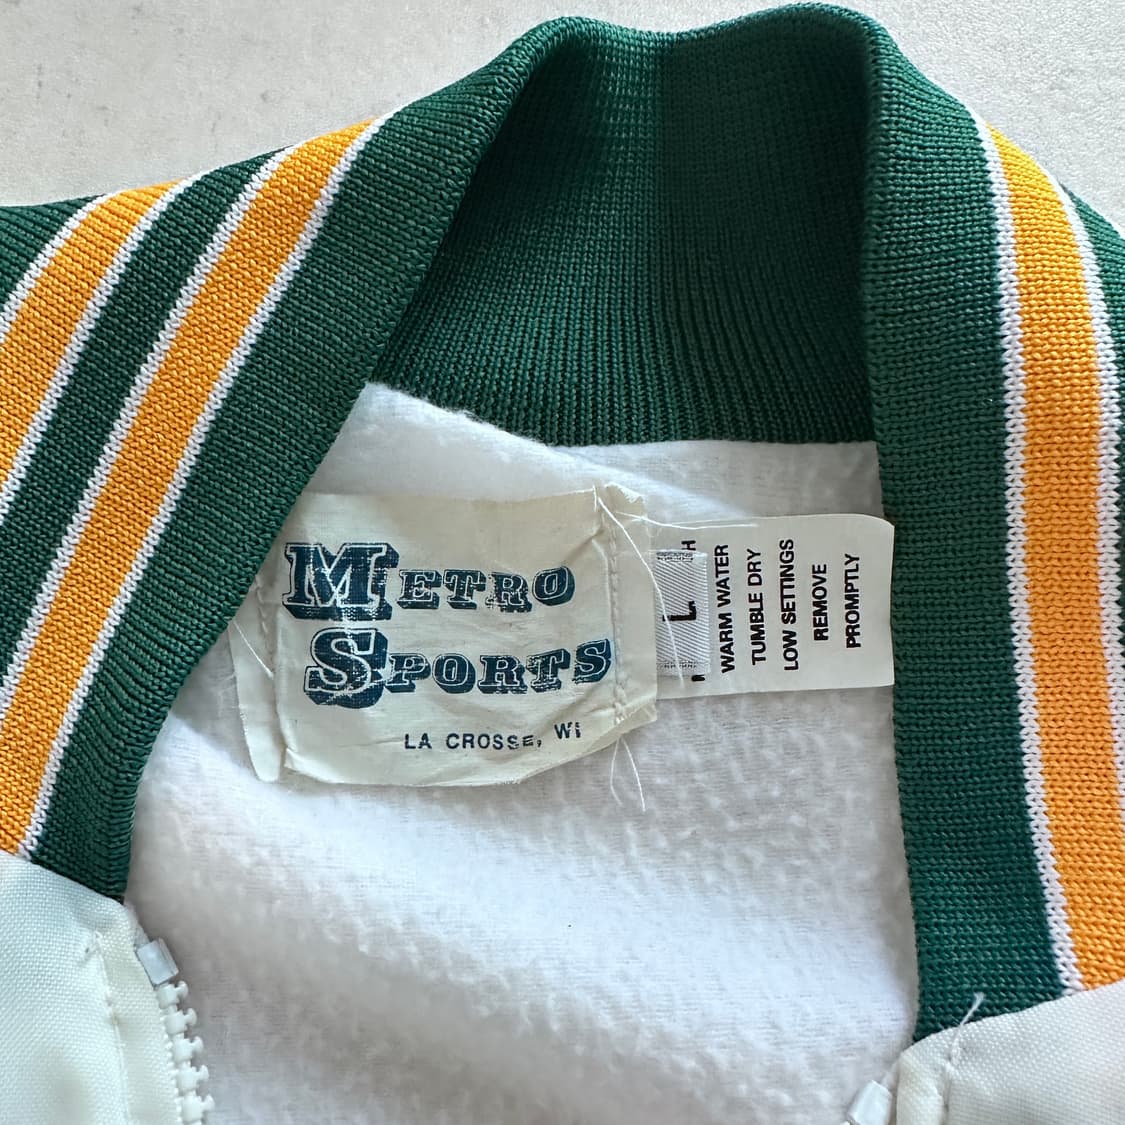 METRO
SPORTS
LA CROSSE, WI
L
WARM WATER
TUMBLE DRY
LOW SETTINGS
REMOVE
PROMPTLY